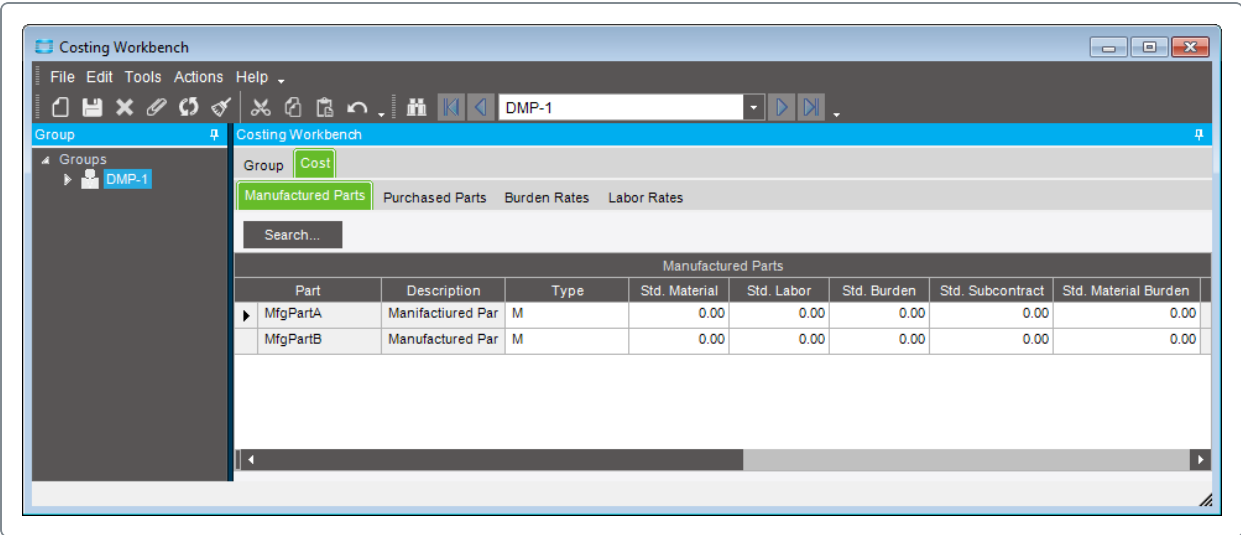 Costing Workbench
File Edit Tools Actions Help
DMP-1
Group
Costing Workbench
Groups
DMP-1
Group Cost
Manufactured Parts Purchased Parts Burden Rates Labor Rates
Search...
Manufactured Parts
Part Description Type Std. Material Std. Labor Std. Burden Std. Subcontract Std. Material Burden
MfgPartA Manifactiured Par M 0.00 0.00 0.00 0.00 0.00
MfgPartB Manufactured Par M 0.00 0.00 0.00 0.00 0.00